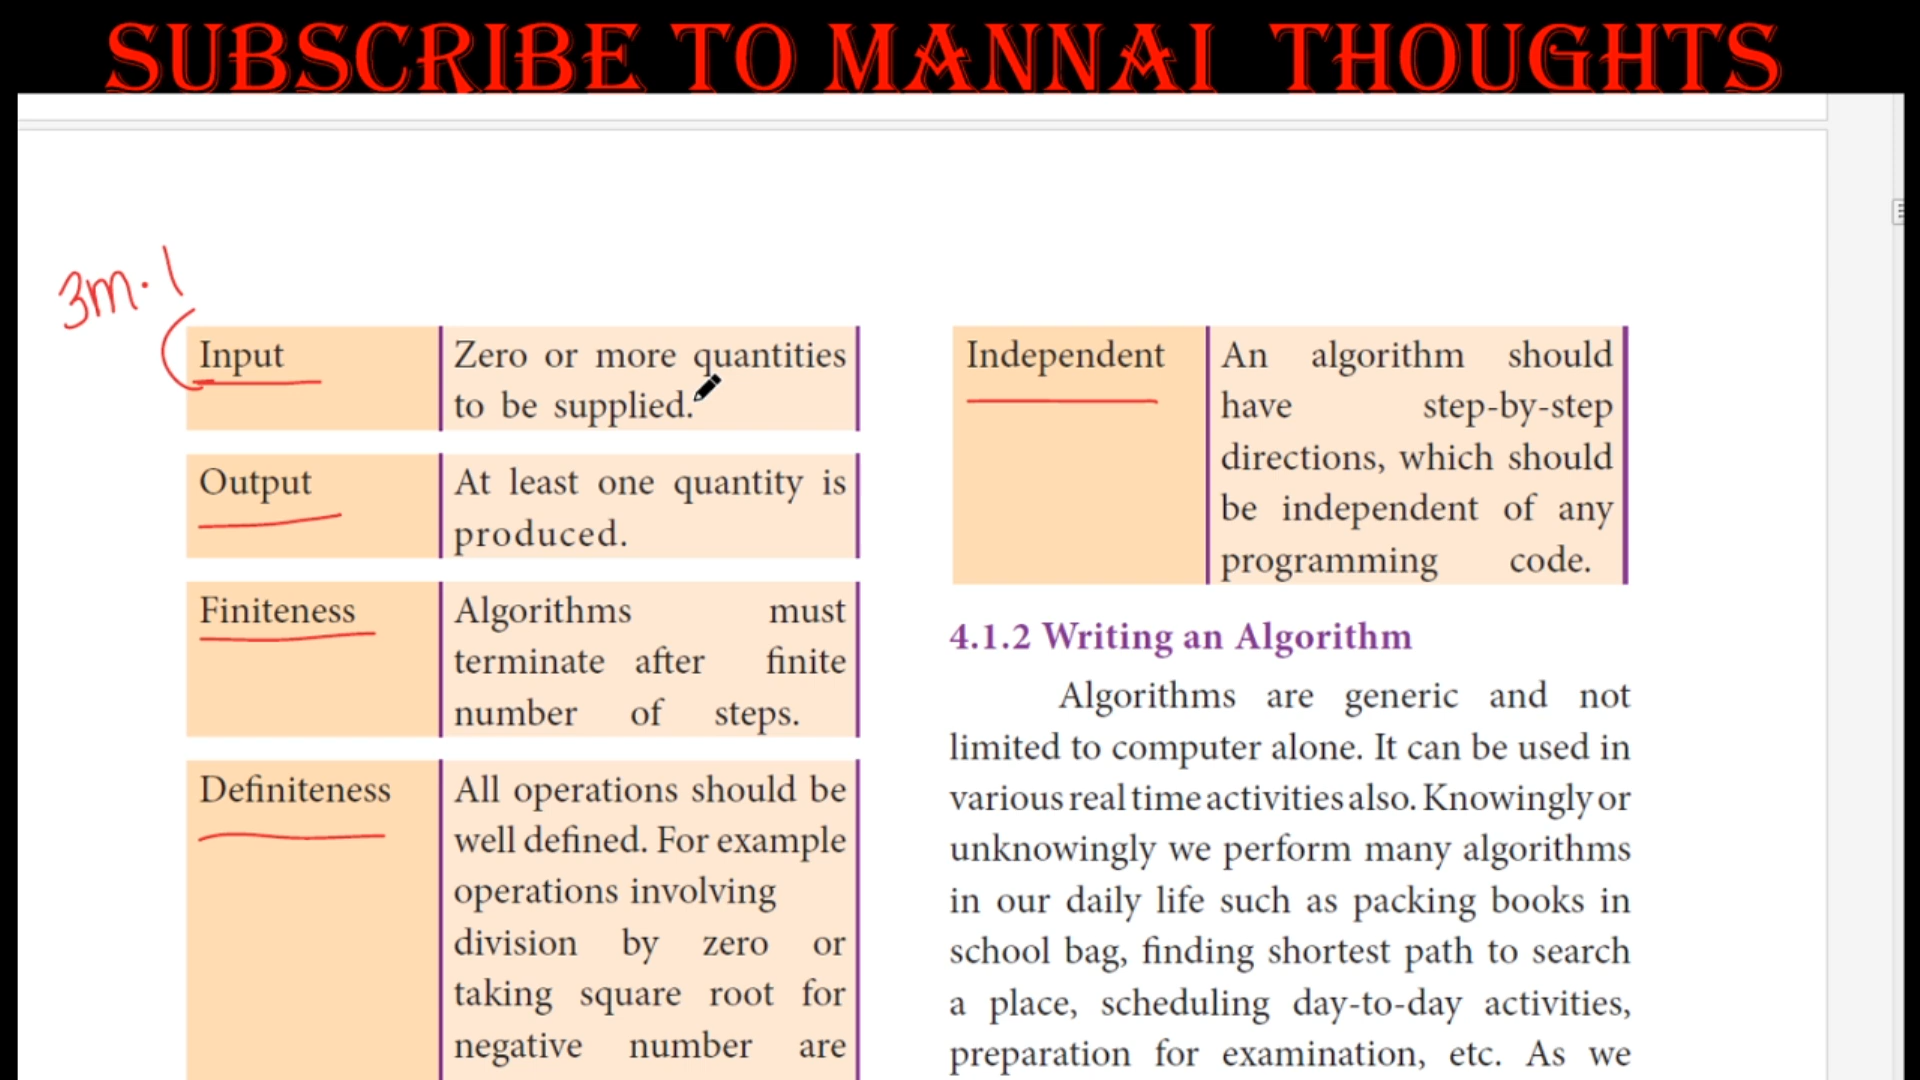 SUBSCRIBE TO MANNAI THOUGHTS
3m.
Input
Zero or more quantities
to be supplied.
Output
At least one quantity is
produced.
Finiteness
Algorithms must
terminate after finite
number of steps.
Definiteness
All operations should be
well defined. For example
operations involving
division by zero or
taking square root for
negative number are
Independent
An algorithm should
have step-by-step
directions, which should
be independent of any
programming code.
4.1.2 Writing an Algorithm
Algorithms are generic and not
limited to computer alone. It can be used in
various real time activities also. Knowingly or
unknowingly we perform many algorithms
in our daily life such as packing books in
school bag, finding shortest path to search
a place, scheduling day-to-day activities,
preparation for examination, etc. As we